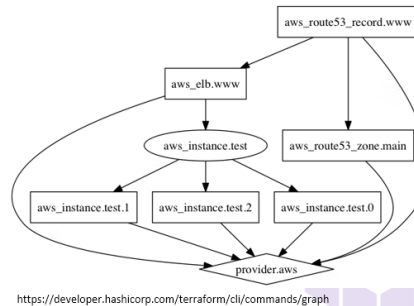 aws_route53_record.www
aws_elb.www
aws_instance.test
aws_route53_zone.main
aws_instance.test.1
aws_instance.test.2
aws_instance.test.0
provider.aws
https://developer.hashicorp.com/terraform/cli/commands/graph